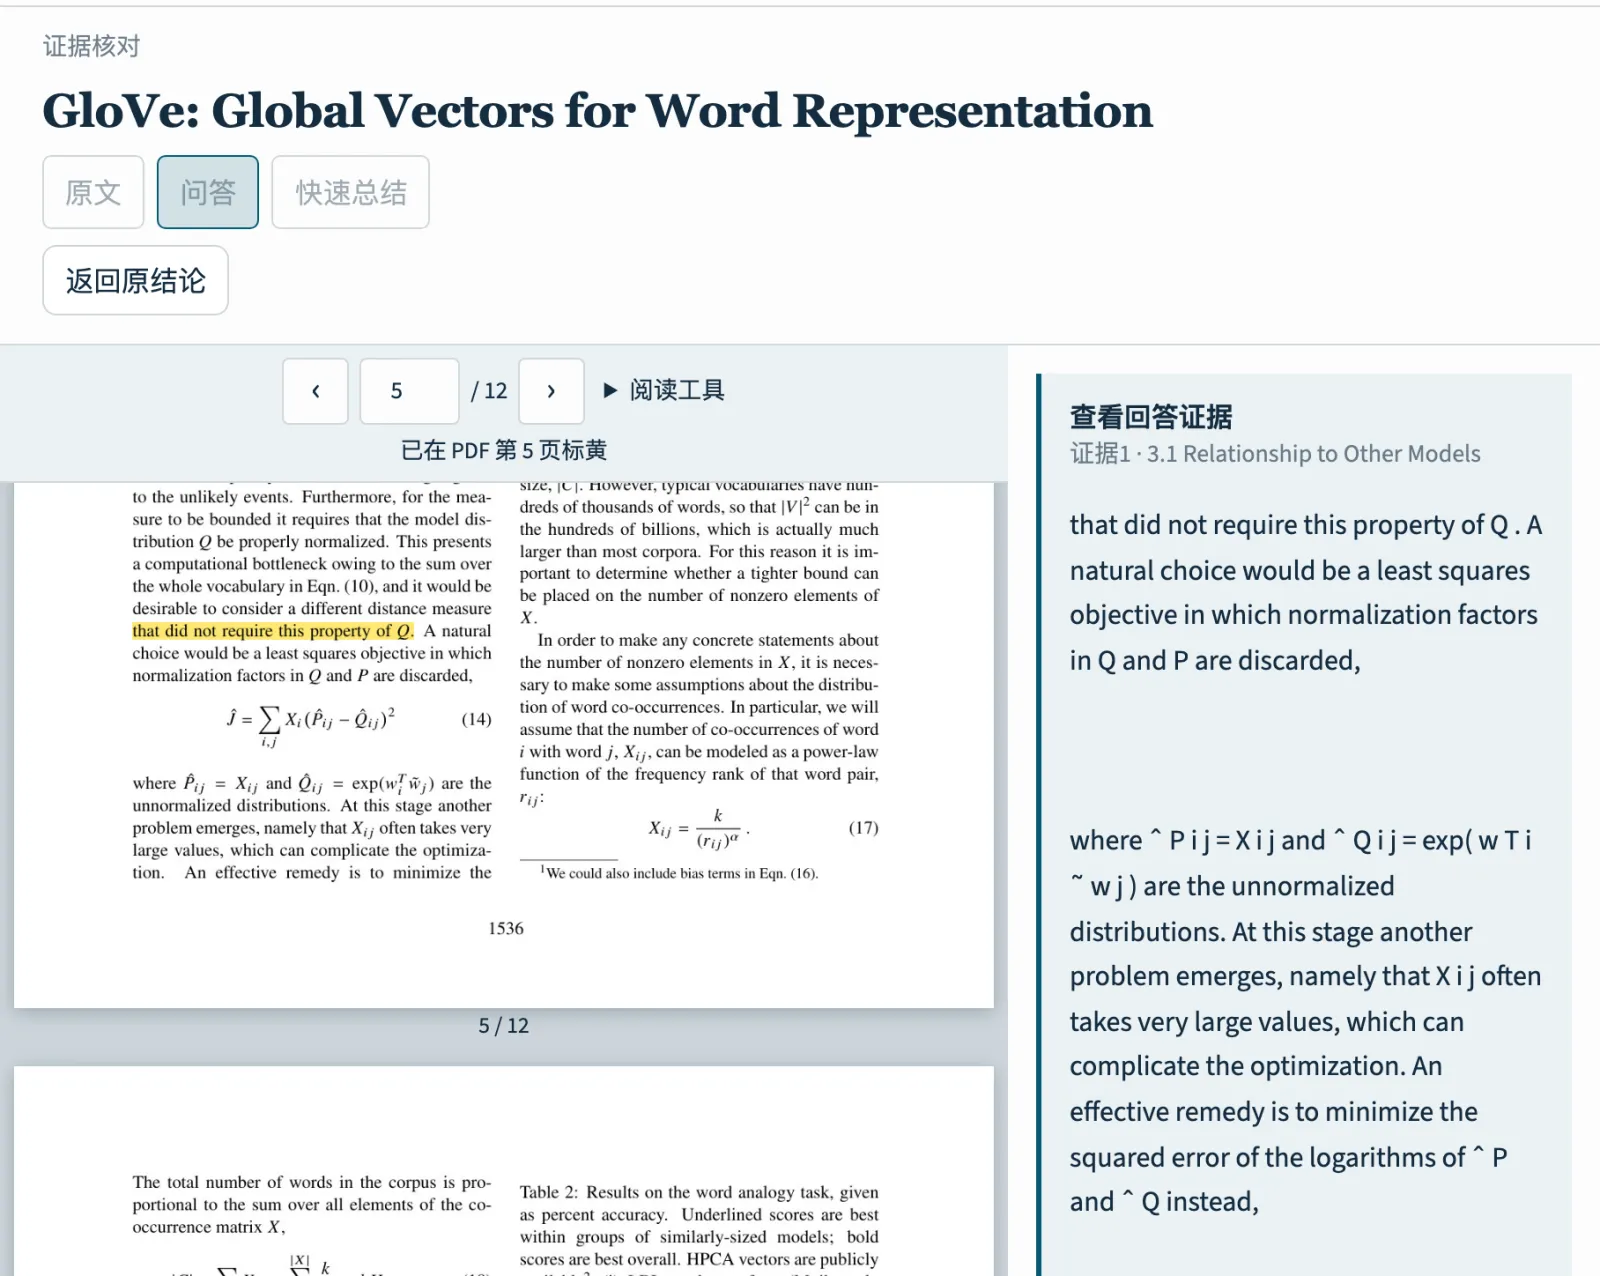 证据核对
GloVe: Global Vectors for Word Representation
原文 问答 快速总结
返回原结论
‹ 5 / 12 › ▶ 阅读工具
已在 PDF 第 5 页标黄
to the unlikely events. Furthermore, for the mea-
sure to be bounded it requires that the model dis-
tribution Q be properly normalized. This presents
a computational bottleneck owing to the sum over
the whole vocabulary in Eqn. (10), and it would be
desirable to consider a different distance measure
that did not require this property of Q. A natural
choice would be a least squares objective in which
normalization factors in Q and P are discarded,
Ĵ = ∑ X_i (P̂_ij − Q̂_ij)² (14)
i,j
where P̂_ij = X_ij and Q̂_ij = exp(w_i^T w̃_j) are the
unnormalized distributions. At this stage another
problem emerges, namely that X_ij often takes very
large values, which can complicate the optimiza-
tion. An effective remedy is to minimize the
size, |C|. However, typical vocabularies have hun-
dreds of thousands of words, so that |V|² can be in
the hundreds of billions, which is actually much
larger than most corpora. For this reason it is im-
portant to determine whether a tighter bound can
be placed on the number of nonzero elements of
X.
In order to make any concrete statements about
the number of nonzero elements in X, it is neces-
sary to make some assumptions about the distribu-
tion of word co-occurrences. In particular, we will
assume that the number of co-occurrences of word
i with word j, X_ij, can be modeled as a power-law
function of the frequency rank of that word pair,
r_ij:
X_ij = k / (r_ij)^α . (17)
¹We could also include bias terms in Eqn. (16).
1536
5 / 12
The total number of words in the corpus is pro-
portional to the sum over all elements of the co-
occurrence matrix X,
Table 2: Results on the word analogy task, given
as percent accuracy. Underlined scores are best
within groups of similarly-sized models; bold
scores are best overall. HPCA vectors are publicly
查看回答证据
证据1 · 3.1 Relationship to Other Models
that did not require this property of Q . A
natural choice would be a least squares
objective in which normalization factors
in Q and P are discarded,
where ˆ P i j = X i j and ˆ Q i j = exp( w T i
˜ w j ) are the unnormalized
distributions. At this stage another
problem emerges, namely that X i j often
takes very large values, which can
complicate the optimization. An
effective remedy is to minimize the
squared error of the logarithms of ˆ P
and ˆ Q instead,